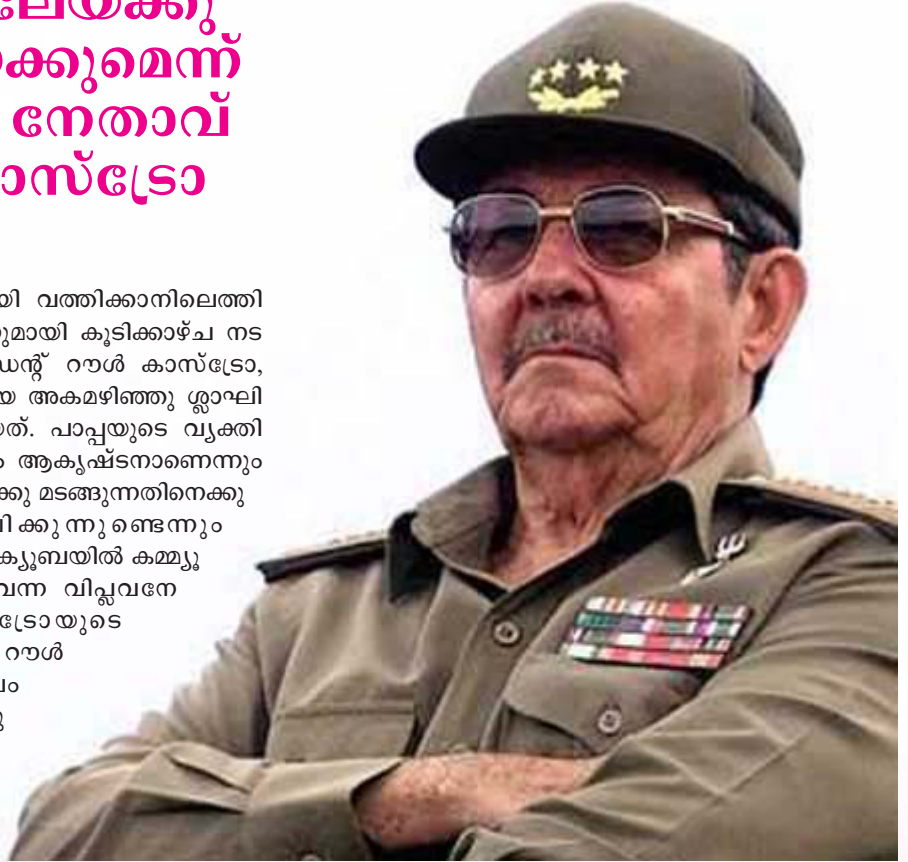 ലേയ്ക്കു
ക്കുമെന്ന്
നേതാവ്
സ്ട്രോ
യി വത്തിക്കാനിലെത്തി
റുമായി കൂടിക്കാഴ്ച നട
ഡന്റ് റൗൾ കാസ്ട്രോ,
യ അകമഴിഞ്ഞു ശ്ലാഘി
ത്. പാപ്പയുടെ വ്യക്തി
ം ആകൃഷ്ടനാണെന്നും
ക്കു മടങ്ങുന്നതിനെക്കു
ിക്കുന്നുണ്ടെന്നും
ക്യൂബയിൽ കമ്മ്യൂ
വന്ന വിപ്ലവനേ
ട്രോയുടെ
റൗൾ